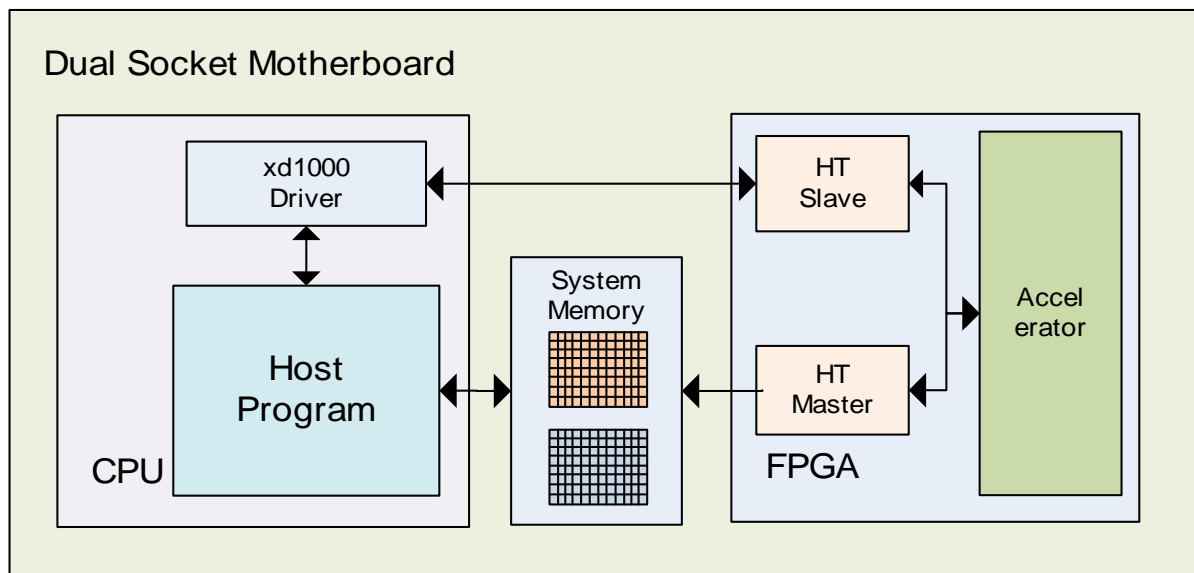 Dual Socket Motherboard
xd1000
Driver
HT
Slave
System
Memory
Accel
erator
Host
Program
HT
Master
CPU
FPGA